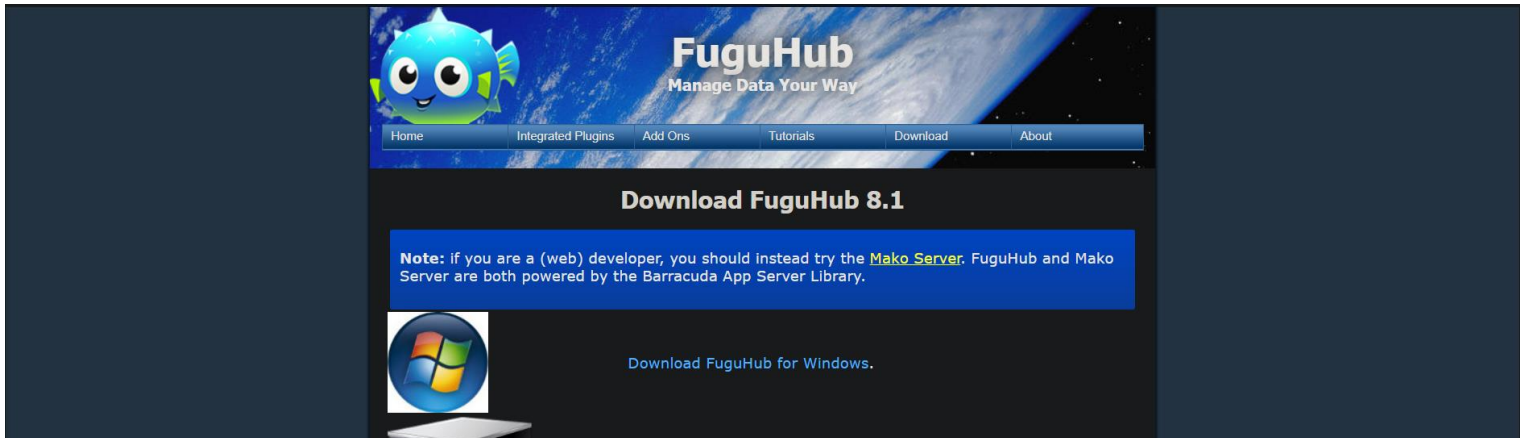 FuguHub
Manage Data Your Way
Home Integrated Plugins Add Ons Tutorials Download About
Download FuguHub 8.1
Note: if you are a (web) developer, you should instead try the Mako Server. FuguHub and Mako
Server are both powered by the Barracuda App Server Library.
Download FuguHub for Windows.